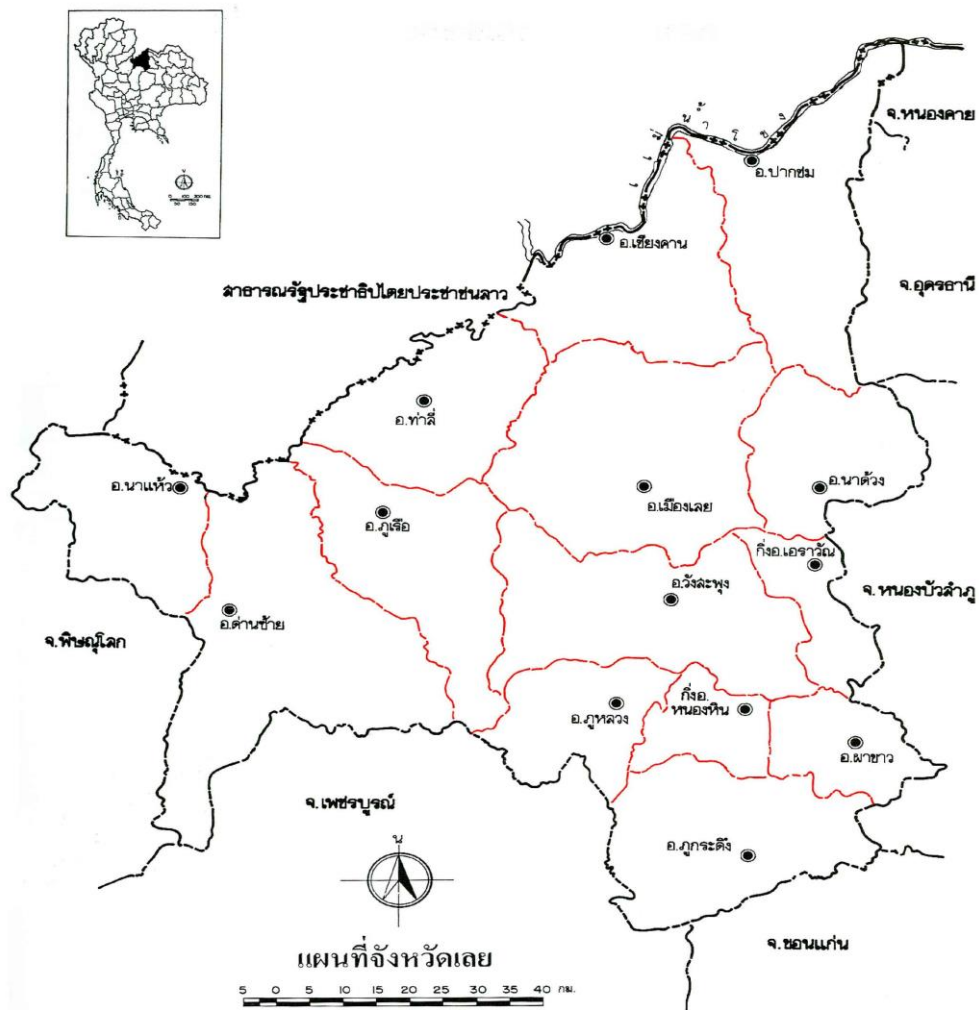 น
0 100 200 กม.
50 150
จ.หนองคาย
แม่น้ำโขง
อ.ปากชม
อ.เชียงคาน
สาธารณรัฐประชาธิปไตยประชาชนลาว
จ.อุดรธานี
อ.ท่าลี่
อ.นาแห้ว
อ.ภูเรือ
อ.เมืองเลย
อ.นาด้วง
กิ่งอ.เอราวัณ
อ.วังสะพุง
จ.หนองบัวลำภู
อ.ด่านซ้าย
จ.พิษณุโลก
กิ่งอ.
หนองหิน
อ.ภูหลวง
อ.ผาขาว
จ.เพชรบูรณ์
น
อ.ภูกระดึง
จ.ขอนแก่น
แผนที่จังหวัดเลย
5 0 5 10 15 20 25 30 35 40 กม.